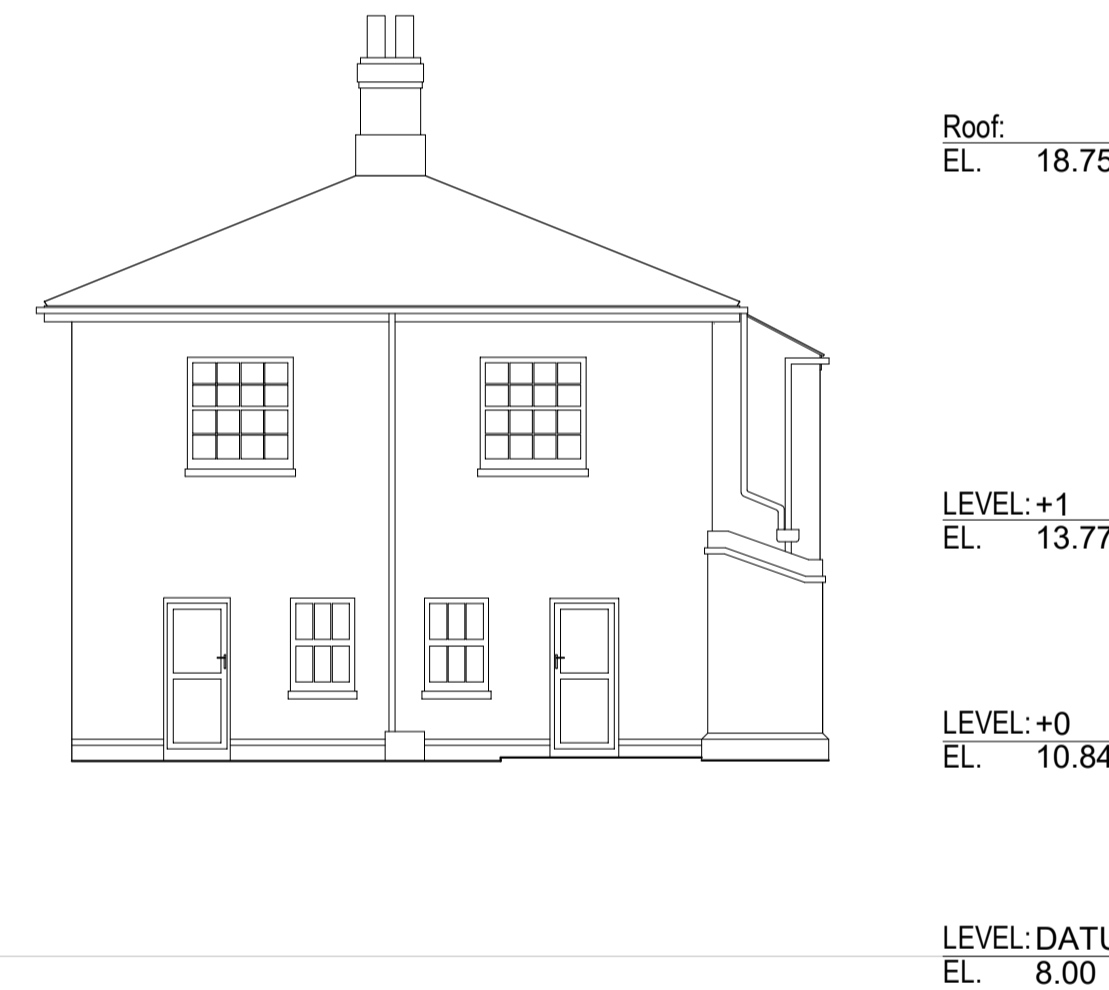 Roof:
EL. 18.75
LEVEL: +1
EL. 13.77
LEVEL: +0
EL. 10.84
LEVEL: DATU
EL. 8.00